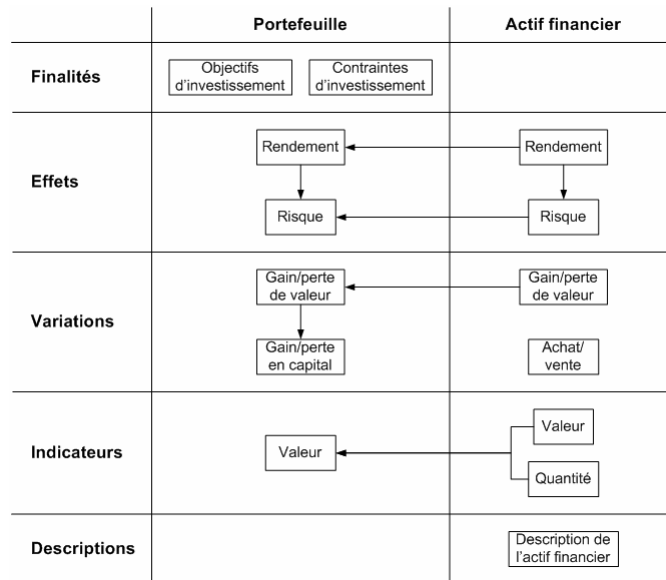 Portefeuille
Actif financier
Finalités
Objectifs
d'investissement
Contraintes
d'investissement
Effets
Rendement
Rendement
Risque
Risque
Variations
Gain/perte
de valeur
Gain/perte
de valeur
Gain/perte
en capital
Achat/
vente
Indicateurs
Valeur
Valeur
Quantité
Descriptions
Description de
l'actif financier